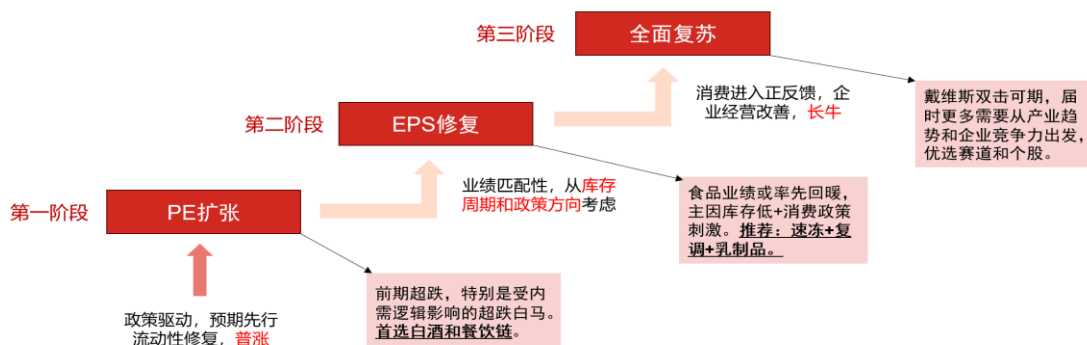 第三阶段
全面复苏
消费进入正反馈，企
业经营改善，长牛
戴维斯双击可期，届
时更多需要从产业趋
势和企业竞争力出发，
优选赛道和个股。
第二阶段
EPS修复
业绩匹配性，从库存
周期和政策方向考虑
食品业绩或率先回暖，
主因库存低+消费政策
刺激。推荐：速冻+复
调+乳制品。
第一阶段
PE扩张
政策驱动，预期先行
流动性修复，普涨
前期超跌，特别是受内
需逻辑影响的超跌白马。
首选白酒和餐饮链。